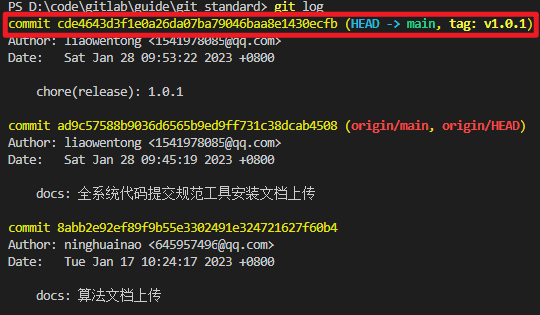 PS D:\code\gitlab\guide\git standard> git log
commit cde4643d3f1e0a26da07ba79046baa8e1430ecfb (HEAD -> main, tag: v1.0.1)
Author: liaowentong <1541978085@qq.com>
Date:   Sat Jan 28 09:53:22 2023 +0800
chore(release): 1.0.1
commit ad9c57588b9036d6565b9ed9ff731c38dcab4508 (origin/main, origin/HEAD)
Author: liaowentong <1541978085@qq.com>
Date:   Sat Jan 28 09:45:19 2023 +0800
docs: 全系统代码提交规范工具安装文档上传
commit 8abb2e92ef89f9b55e3302491e324721627f60b4
Author: ninghuainao <645957496@qq.com>
Date:   Tue Jan 17 10:24:17 2023 +0800
docs: 算法文档上传